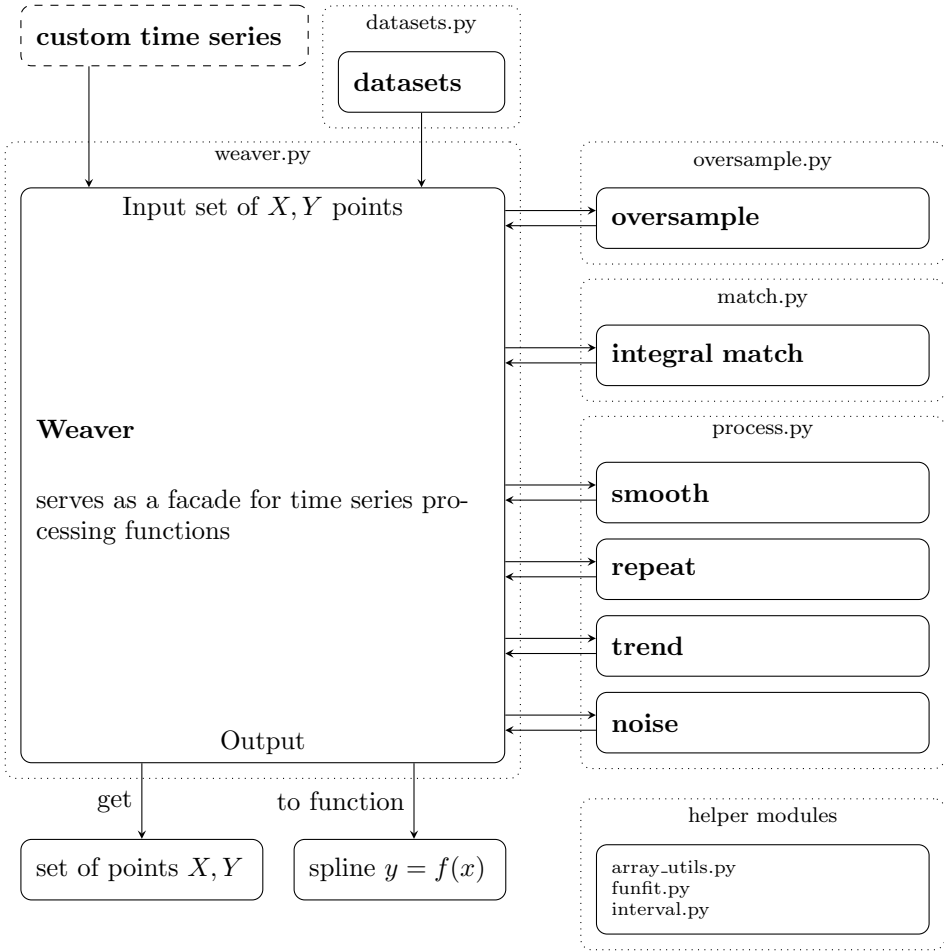 custom time series
datasets.py
datasets
weaver.py
Input set of X, Y points
Weaver
serves as a facade for time series pro-
cessing functions
Output
oversample.py
oversample
match.py
integral match
process.py
smooth
repeat
trend
noise
get
to function
set of points X, Y
spline y = f(x)
helper modules
array_utils.py
funfit.py
interval.py